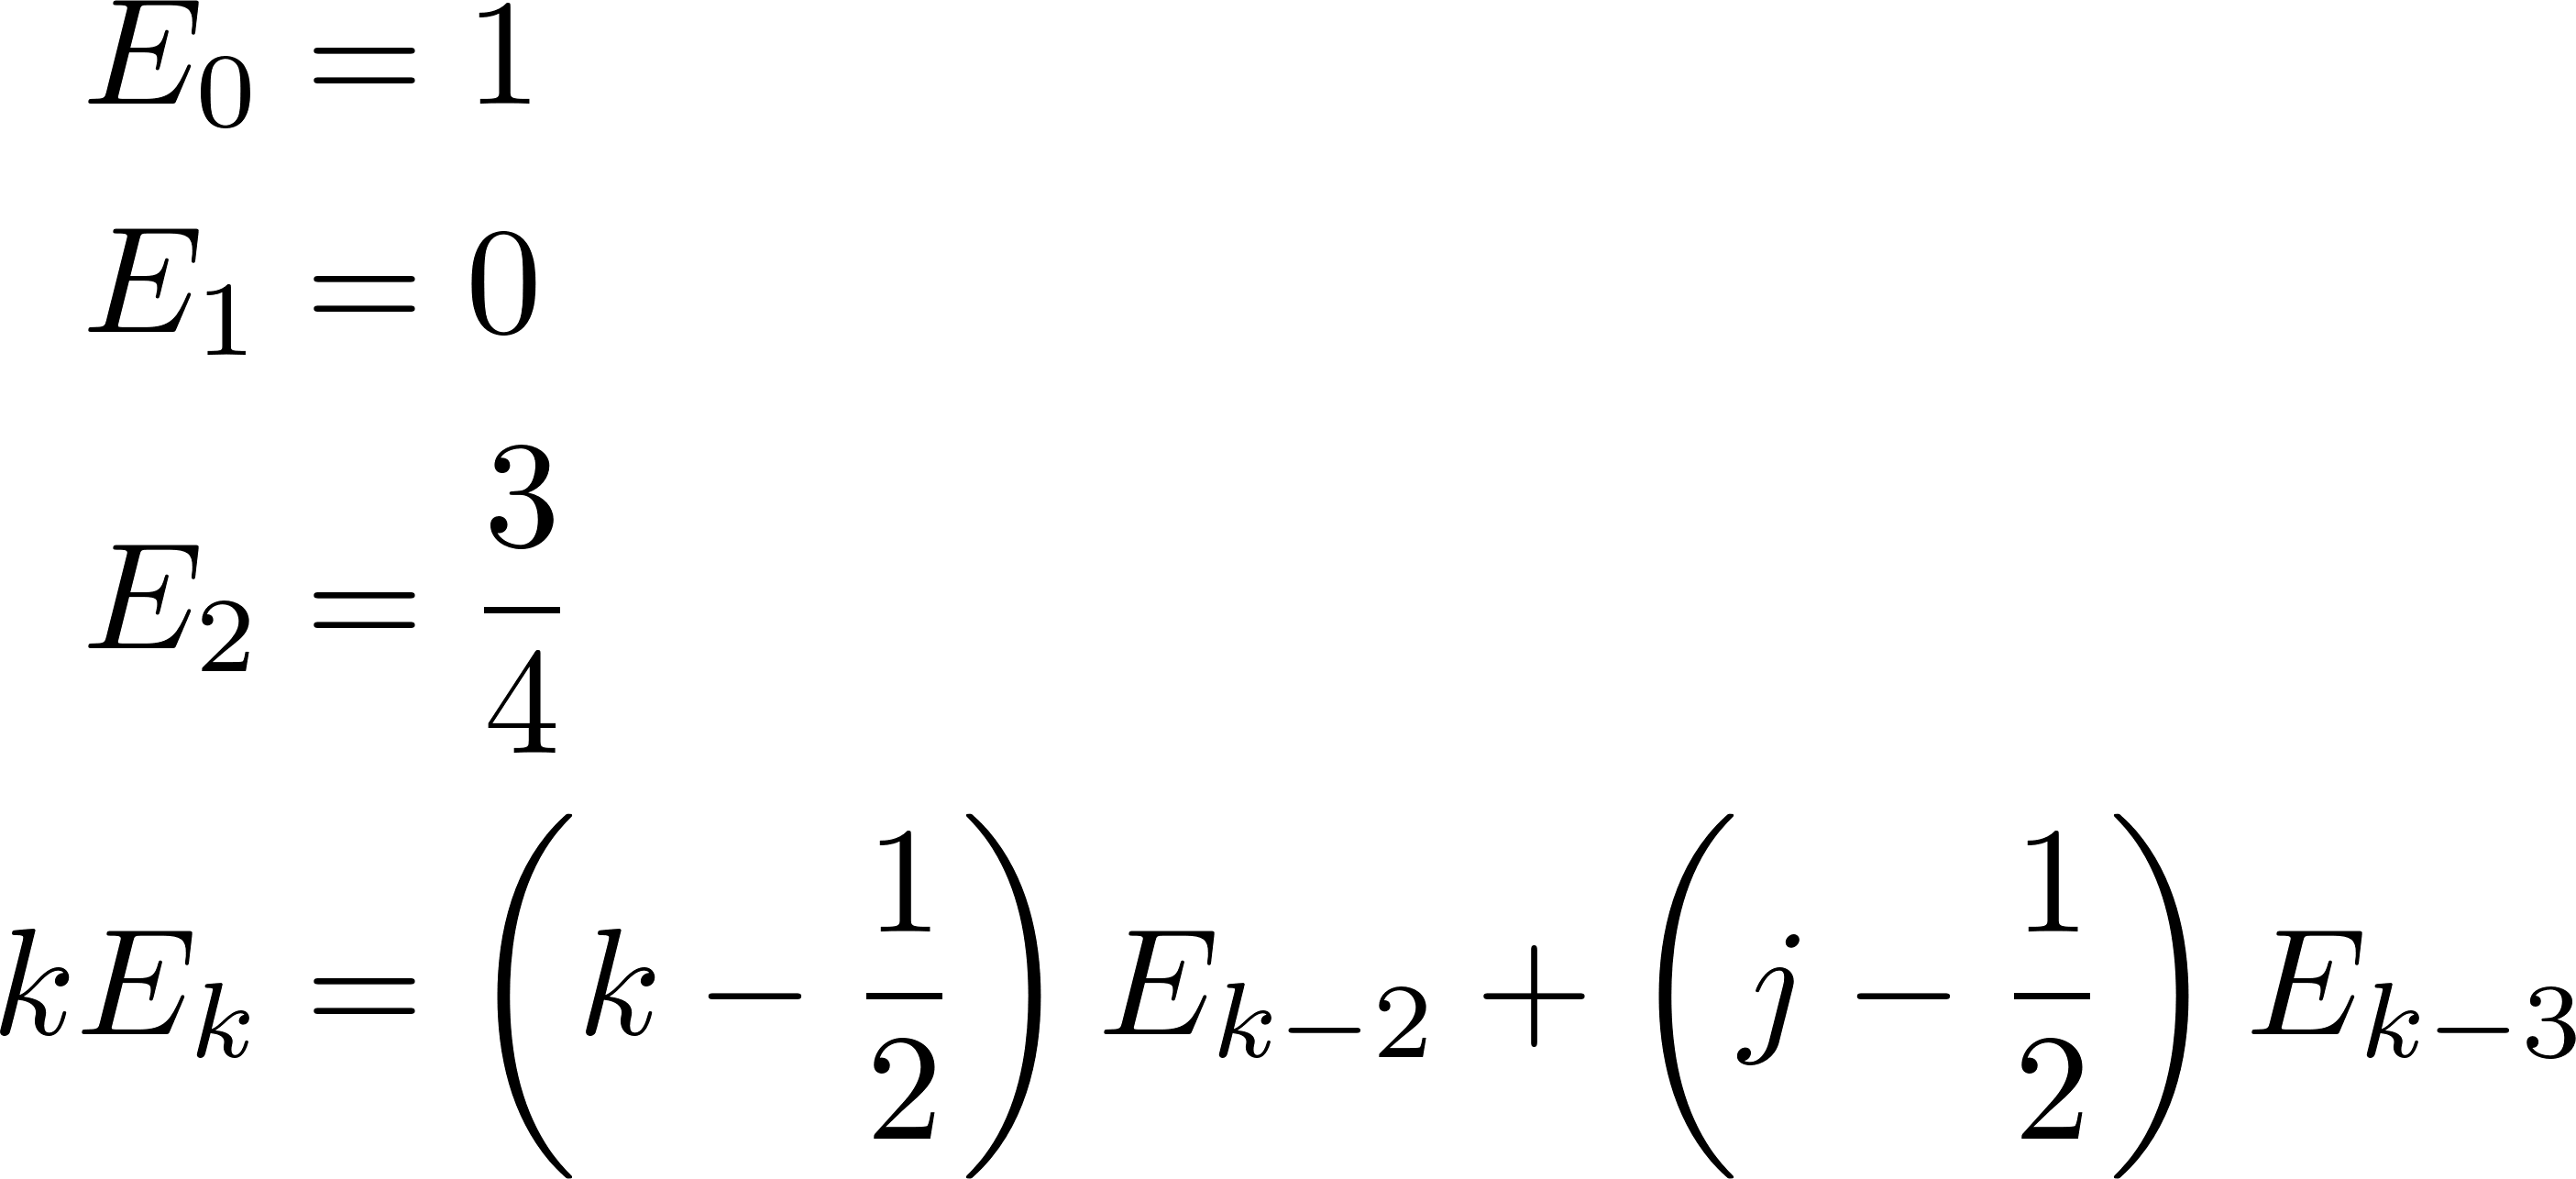 E_0 = 1
E_1 = 0
E_2 = \frac{3}{4}
kE_k = \left(k - \frac{1}{2}\right) E_{k-2} + \left(j - \frac{1}{2}\right) E_{k-3}